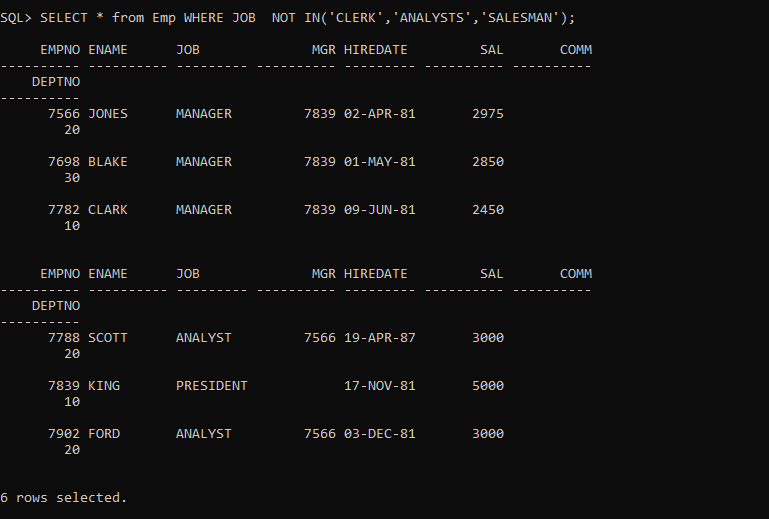 SQL> SELECT * from Emp WHERE JOB  NOT IN('CLERK','ANALYSTS','SALESMAN');
     EMPNO ENAME      JOB              MGR HIREDATE         SAL       COMM
---------- ---------- --------- ---------- --------- ---------- ----------
    DEPTNO
----------
      7566 JONES      MANAGER         7839 02-APR-81       2975
        20
      7698 BLAKE      MANAGER         7839 01-MAY-81       2850
        30
      7782 CLARK      MANAGER         7839 09-JUN-81       2450
        10
     EMPNO ENAME      JOB              MGR HIREDATE         SAL       COMM
---------- ---------- --------- ---------- --------- ---------- ----------
    DEPTNO
----------
      7788 SCOTT      ANALYST         7566 19-APR-87       3000
        20
      7839 KING       PRESIDENT            17-NOV-81       5000
        10
      7902 FORD       ANALYST         7566 03-DEC-81       3000
        20
6 rows selected.